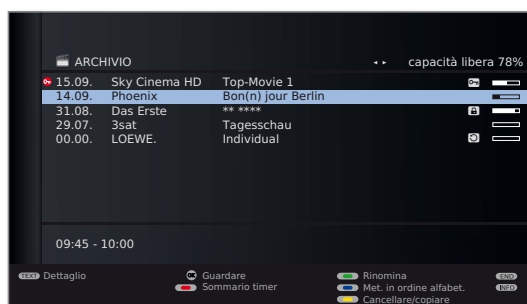 ARCHIVIO capacità libera 78%
15.09. Sky Cinema HD Top-Movie 1
14.09. Phoenix Bon(n) jour Berlin
31.08. Das Erste ** ****
29.07. 3sat Tagesschau
00.00. LOEWE. Individual
09:45 - 10:00
TEXT Dettaglio OK Guardare Rinomina END
Sommario timer Met. in ordine alfabet. INFO
Cancellare/copiare